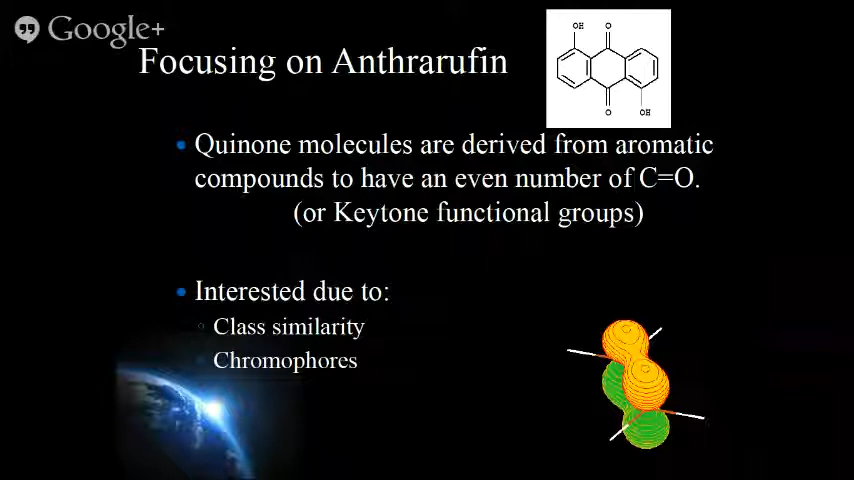 Google+
Focusing on Anthrarufin
OH
O
O
OH
Quinone molecules are derived from aromatic
compounds to have an even number of C=O.
(or Keytone functional groups)
Interested due to:
Class similarity
Chromophores